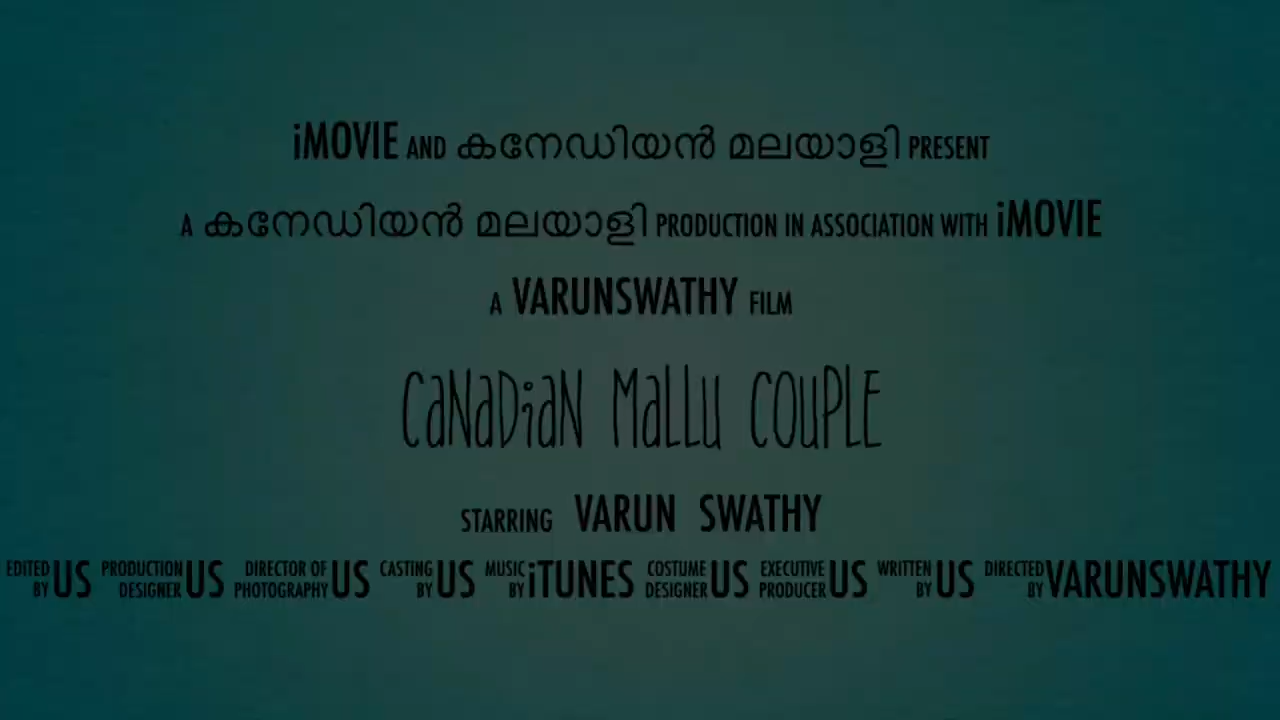 iMOVIE AND കനേഡിയൻ മലയാളി PRESENT
A കനേഡിയൻ മലയാളി PRODUCTION IN ASSOCIATION WITH iMOVIE
A VARUNSWATHY FILM
CaNaDiaN MaLLu COuPLE
STARRING VARUN SWATHY
EDITED BY US PRODUCTION DESIGNER US DIRECTOR OF PHOTOGRAPHY US CASTING BY US MUSIC BY iTUNES COSTUME DESIGNER US EXECUTIVE PRODUCER US WRITTEN BY US DIRECTED BY VARUNSWATHY